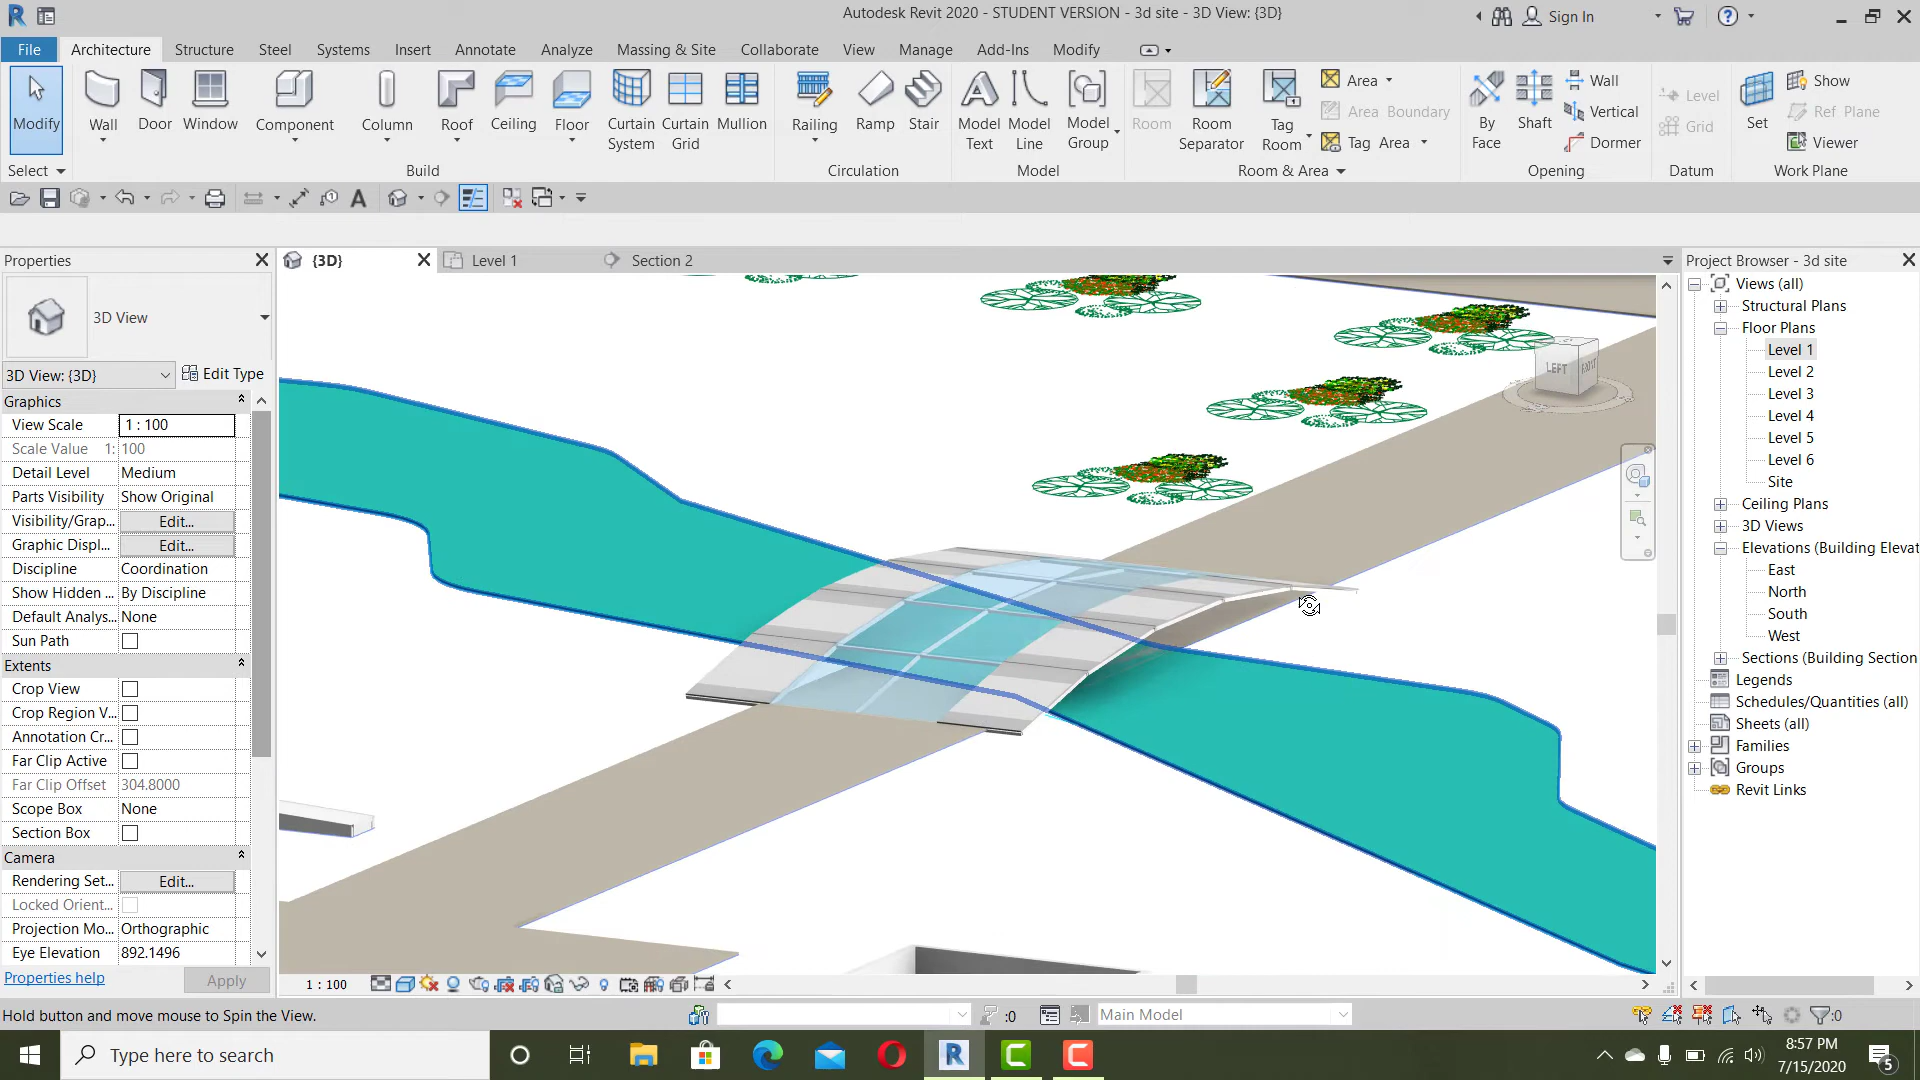 Autodesk Revit 2020 - STUDENT VERSION - 3d site - 3D View: {3D}
Sign In
File Architecture Structure Steel Systems Insert Annotate Analyze Massing & Site Collaborate View Manage Add-Ins Modify
Modify
Wall
Door
Window
Component
Column
Roof
Ceiling
Floor
Curtain System
Curtain Grid
Mullion
Railing
Ramp
Stair
Model Text
Model Line
Model Group
Room
Room Separator
Tag Room
Area
Area Boundary
Tag Area
By Face
Shaft
Wall
Vertical
Dormer
Level
Grid
Set
Show
Ref Plane
Viewer
Select Build Circulation Model Room & Area Opening Datum Work Plane
Properties
{3D}
Level 1
Section 2
3D View
3D View: {3D}
Edit Type
Graphics
View Scale 1 : 100
Scale Value 1: 100
Detail Level Medium
Parts Visibility Show Original
Visibility/Grap... Edit...
Graphic Displ... Edit...
Discipline Coordination
Show Hidden ... By Discipline
Default Analys... None
Sun Path
Extents
Crop View
Crop Region V...
Annotation Cr...
Far Clip Active
Far Clip Offset 304.8000
Scope Box None
Section Box
Camera
Rendering Set... Edit...
Locked Orient...
Projection Mo... Orthographic
Eye Elevation 892.1496
Properties help
Apply
LEFT
FRONT
Project Browser - 3d site
Views (all)
Structural Plans
Floor Plans
Level 1
Level 2
Level 3
Level 4
Level 5
Level 6
Site
Ceiling Plans
3D Views
Elevations (Building Elevat
East
North
South
West
Sections (Building Section
Legends
Schedules/Quantities (all)
Sheets (all)
Families
Groups
Revit Links
1 : 100
Hold button and move mouse to Spin the View.
:0
Main Model
:0
Type here to search
8:57 PM
7/15/2020
5